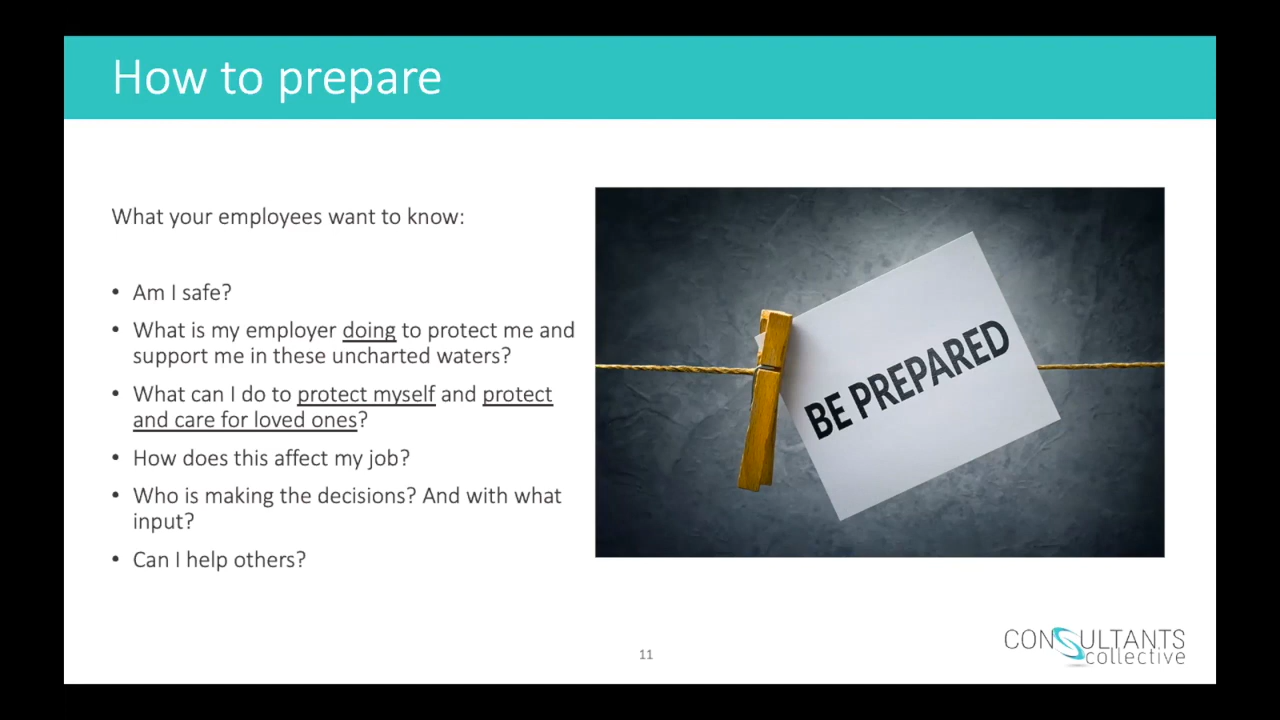 How to prepare
What your employees want to know:
• Am I safe?
• What is my employer doing to protect me and
support me in these uncharted waters?
• What can I do to protect myself and protect
and care for loved ones?
• How does this affect my job?
• Who is making the decisions? And with what
input?
• Can I help others?
BE PREPARED
11
CONSULTANTS
collective